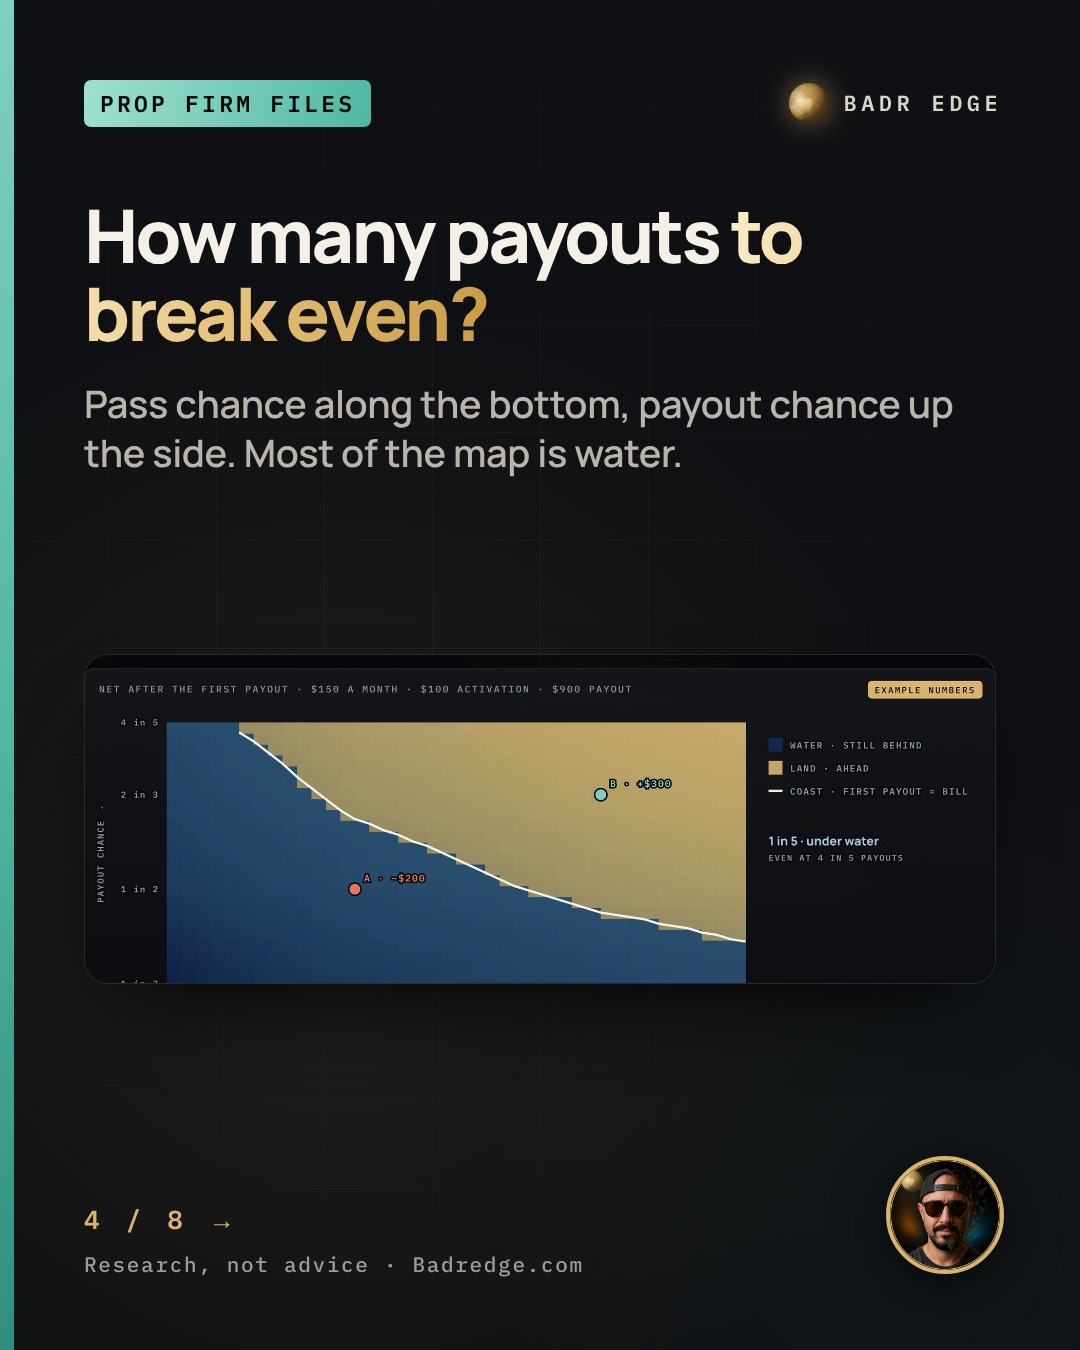 PROP FIRM FILES
BADR EDGE
How many payouts to
break even?
Pass chance along the bottom, payout chance up
the side. Most of the map is water.
NET AFTER THE FIRST PAYOUT · $150 A MONTH · $100 ACTIVATION · $900 PAYOUT
EXAMPLE NUMBERS
4 in 5
2 in 3
1 in 2
PAYOUT CHANCE →
B · +$300
A · −$200
WATER · STILL BEHIND
LAND · AHEAD
COAST · FIRST PAYOUT = BILL
1 in 5 · under water
EVEN AT 4 IN 5 PAYOUTS
4 / 8 →
Research, not advice · Badredge.com